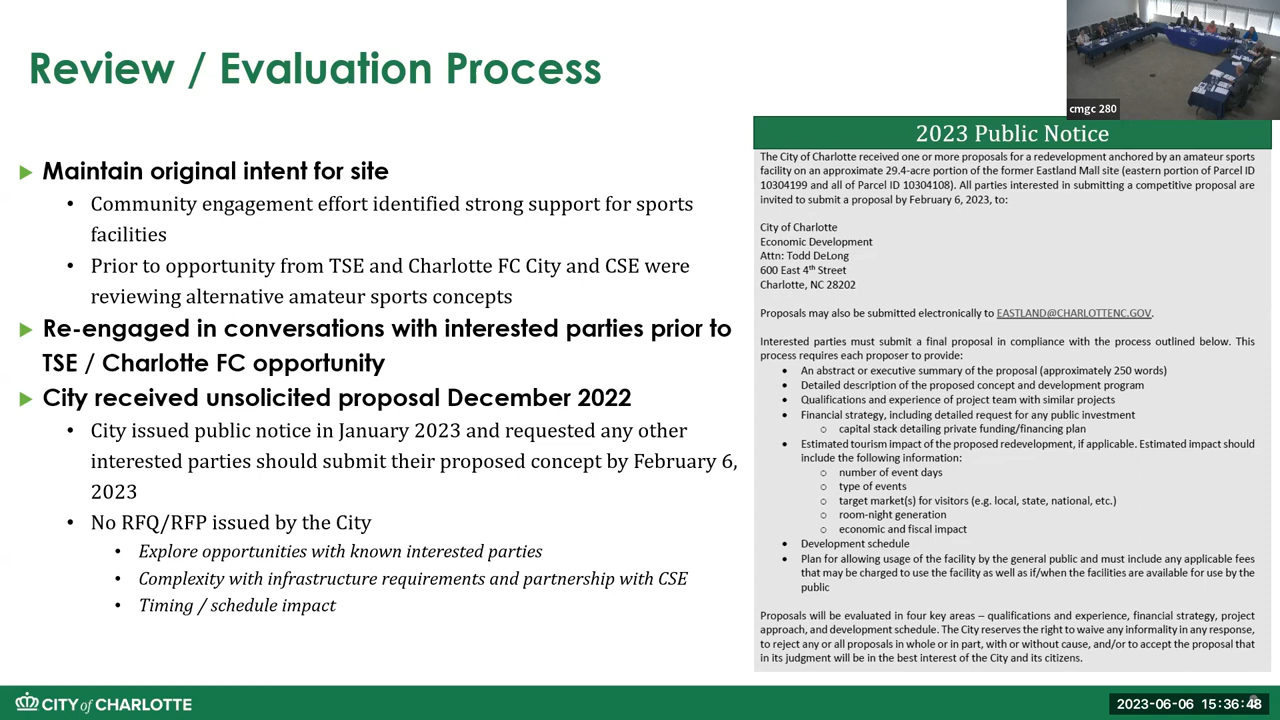 Review / Evaluation Process
Maintain original intent for site
• Community engagement effort identified strong support for sports
facilities
• Prior to opportunity from TSE and Charlotte FC City and CSE were
reviewing alternative amateur sports concepts
Re-engaged in conversations with interested parties prior to
TSE / Charlotte FC opportunity
City received unsolicited proposal December 2022
• City issued public notice in January 2023 and requested any other
interested parties should submit their proposed concept by February 6,
2023
• No RFQ/RFP issued by the City
• Explore opportunities with known interested parties
• Complexity with infrastructure requirements and partnership with CSE
• Timing / schedule impact
cmgc 280
2023 Public Notice
The City of Charlotte received one or more proposals for a redevelopment anchored by an amateur sports
facility on an approximate 29.4-acre portion of the former Eastland Mall site (eastern portion of Parcel ID
10304199 and all of Parcel ID 10304108). All parties interested in submitting a competitive proposal are
invited to submit a proposal by February 6, 2023, to:
City of Charlotte
Economic Development
Attn: Todd DeLong
600 East 4th Street
Charlotte, NC 28202
Proposals may also be submitted electronically to EASTLAND@CHARLOTTENC.GOV.
Interested parties must submit a final proposal in compliance with the process outlined below. This
process requires each proposer to provide:
• An abstract or executive summary of the proposal (approximately 250 words)
• Detailed description of the proposed concept and development program
• Qualifications and experience of project team with similar projects
• Financial strategy, including detailed request for any public investment
o capital stack detailing private funding/financing plan
• Estimated tourism impact of the proposed redevelopment, if applicable. Estimated impact should
include the following information:
o number of event days
o type of events
o target market(s) for visitors (e.g. local, state, national, etc.)
o room-night generation
o economic and fiscal impact
• Development schedule
• Plan for allowing usage of the facility by the general public and must include any applicable fees
that may be charged to use the facility as well as if/when the facilities are available for use by the
public
Proposals will be evaluated in four key areas – qualifications and experience, financial strategy, project
approach, and development schedule. The City reserves the right to waive any informality in any response,
to reject any or all proposals in whole or in part, with or without cause, and/or to accept the proposal that
in its judgment will be in the best interest of the City and its citizens.
CITY of CHARLOTTE
2023-06-06 15:36:48